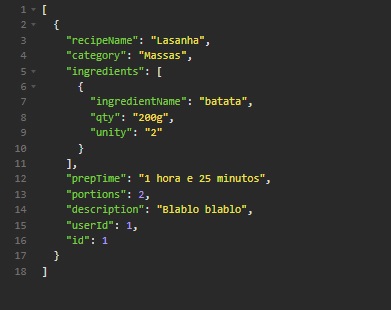 1 [
2 {
3 "recipeName": "Lasanha",
4 "category": "Massas",
5 "ingredients": [
6 {
7 "ingredientName": "batata",
8 "qty": "200g",
9 "unity": "2"
10 }
11 ],
12 "prepTime": "1 hora e 25 minutos",
13 "portions": 2,
14 "description": "Blablo blablo",
15 "userId": 1,
16 "id": 1
17 }
18 ]